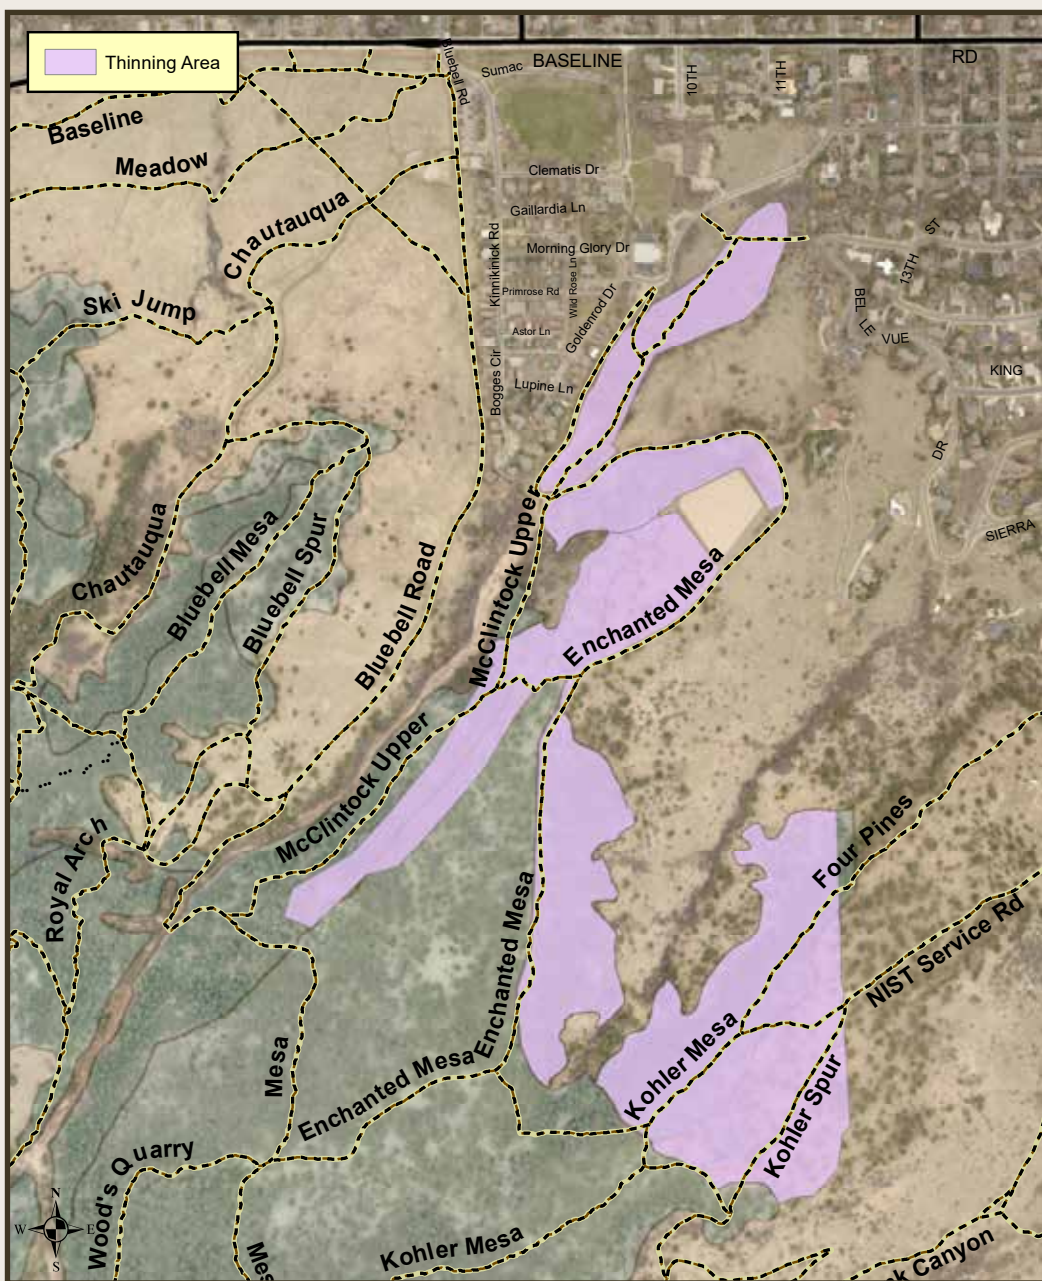 Thinning Area
BASELINE
RD
Bluebell Rd
Sumac
10TH
11TH
Baseline
Meadow
Clematis Dr
Chautauqua
Gaillardia Ln
Kinnikinick Rd
Morning Glory Dr
ST
13TH
Wild Rose Ln
Primrose Rd
Goldenrod Dr
Ski Jump
BEL
LE
VUE
Astor Ln
KING
Bogges Cir
Lupine Ln
DR
SIERRA
McClintock Upper
Chautauqua
Bluebell Mesa
Bluebell Spur
Bluebell Road
Enchanted Mesa
McClintock Upper
Royal Arch
Four Pines
Enchanted Mesa
NIST Service Rd
Mesa
Enchanted Mesa
Kohler Mesa
Kohler Spur
Wood's Quarry
N
W
E
S
Kohler Mesa
Mes
k Canyon